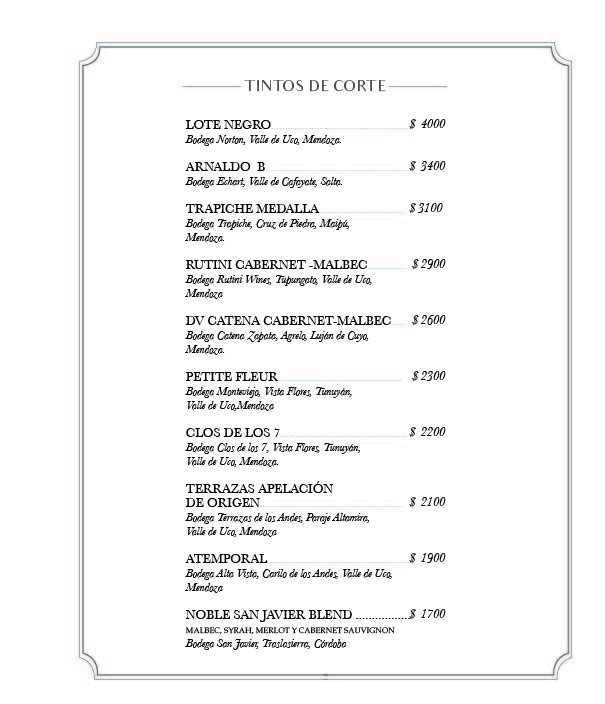 TINTOS DE CORTE
LOTE NEGRO $ 4000
Bodega Norton, Valle de Uco, Mendoza.
ARNALDO B $ 3400
Bodega Echart, Valle de Cafayate, Salta.
TRAPICHE MEDALLA $ 3100
Bodega Trapiche, Cruz de Piedra, Maipú,
Mendoza.
RUTINI CABERNET -MALBEC $ 2900
Bodega Rutini Wines, Tupungato, Valle de Uco,
Mendoza
DV CATENA CABERNET-MALBEC $ 2600
Bodega Catena Zapata, Agrelo, Luján de Cuyo,
Mendoza.
PETITE FLEUR $ 2300
Bodega Monteviejo, Vista Flores, Tunuyán,
Valle de Uco,Mendoza
CLOS DE LOS 7 $ 2200
Bodega Clos de los 7, Vista Flores, Tunuyán,
Valle de Uco, Mendoza.
TERRAZAS APELACIÓN
DE ORIGEN $ 2100
Bodega Terrazas de los Andes, Paraje Altamira,
Valle de Uco, Mendoza
ATEMPORAL $ 1900
Bodega Alta Vista, Carilo de los Andes, Valle de Uco,
Mendoza
NOBLE SAN JAVIER BLEND ................$ 1700
MALBEC, SYRAH, MERLOT Y CABERNET SAUVIGNON
Bodega San Javier, Traslasierra, Córdoba